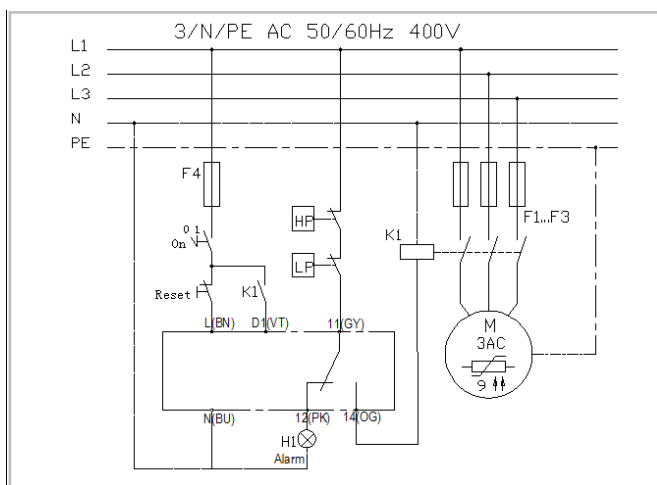 3/N/PE AC 50/60Hz 400V
L1
L2
L3
N
PE
F4
HP
F1...F3
0 1
On
K1
LP
Reset
K1
L(BN)
D1(VT)
11(GY)
M
3AC
9
N(BU)
12(PK)
14(OG)
H1
Alarm